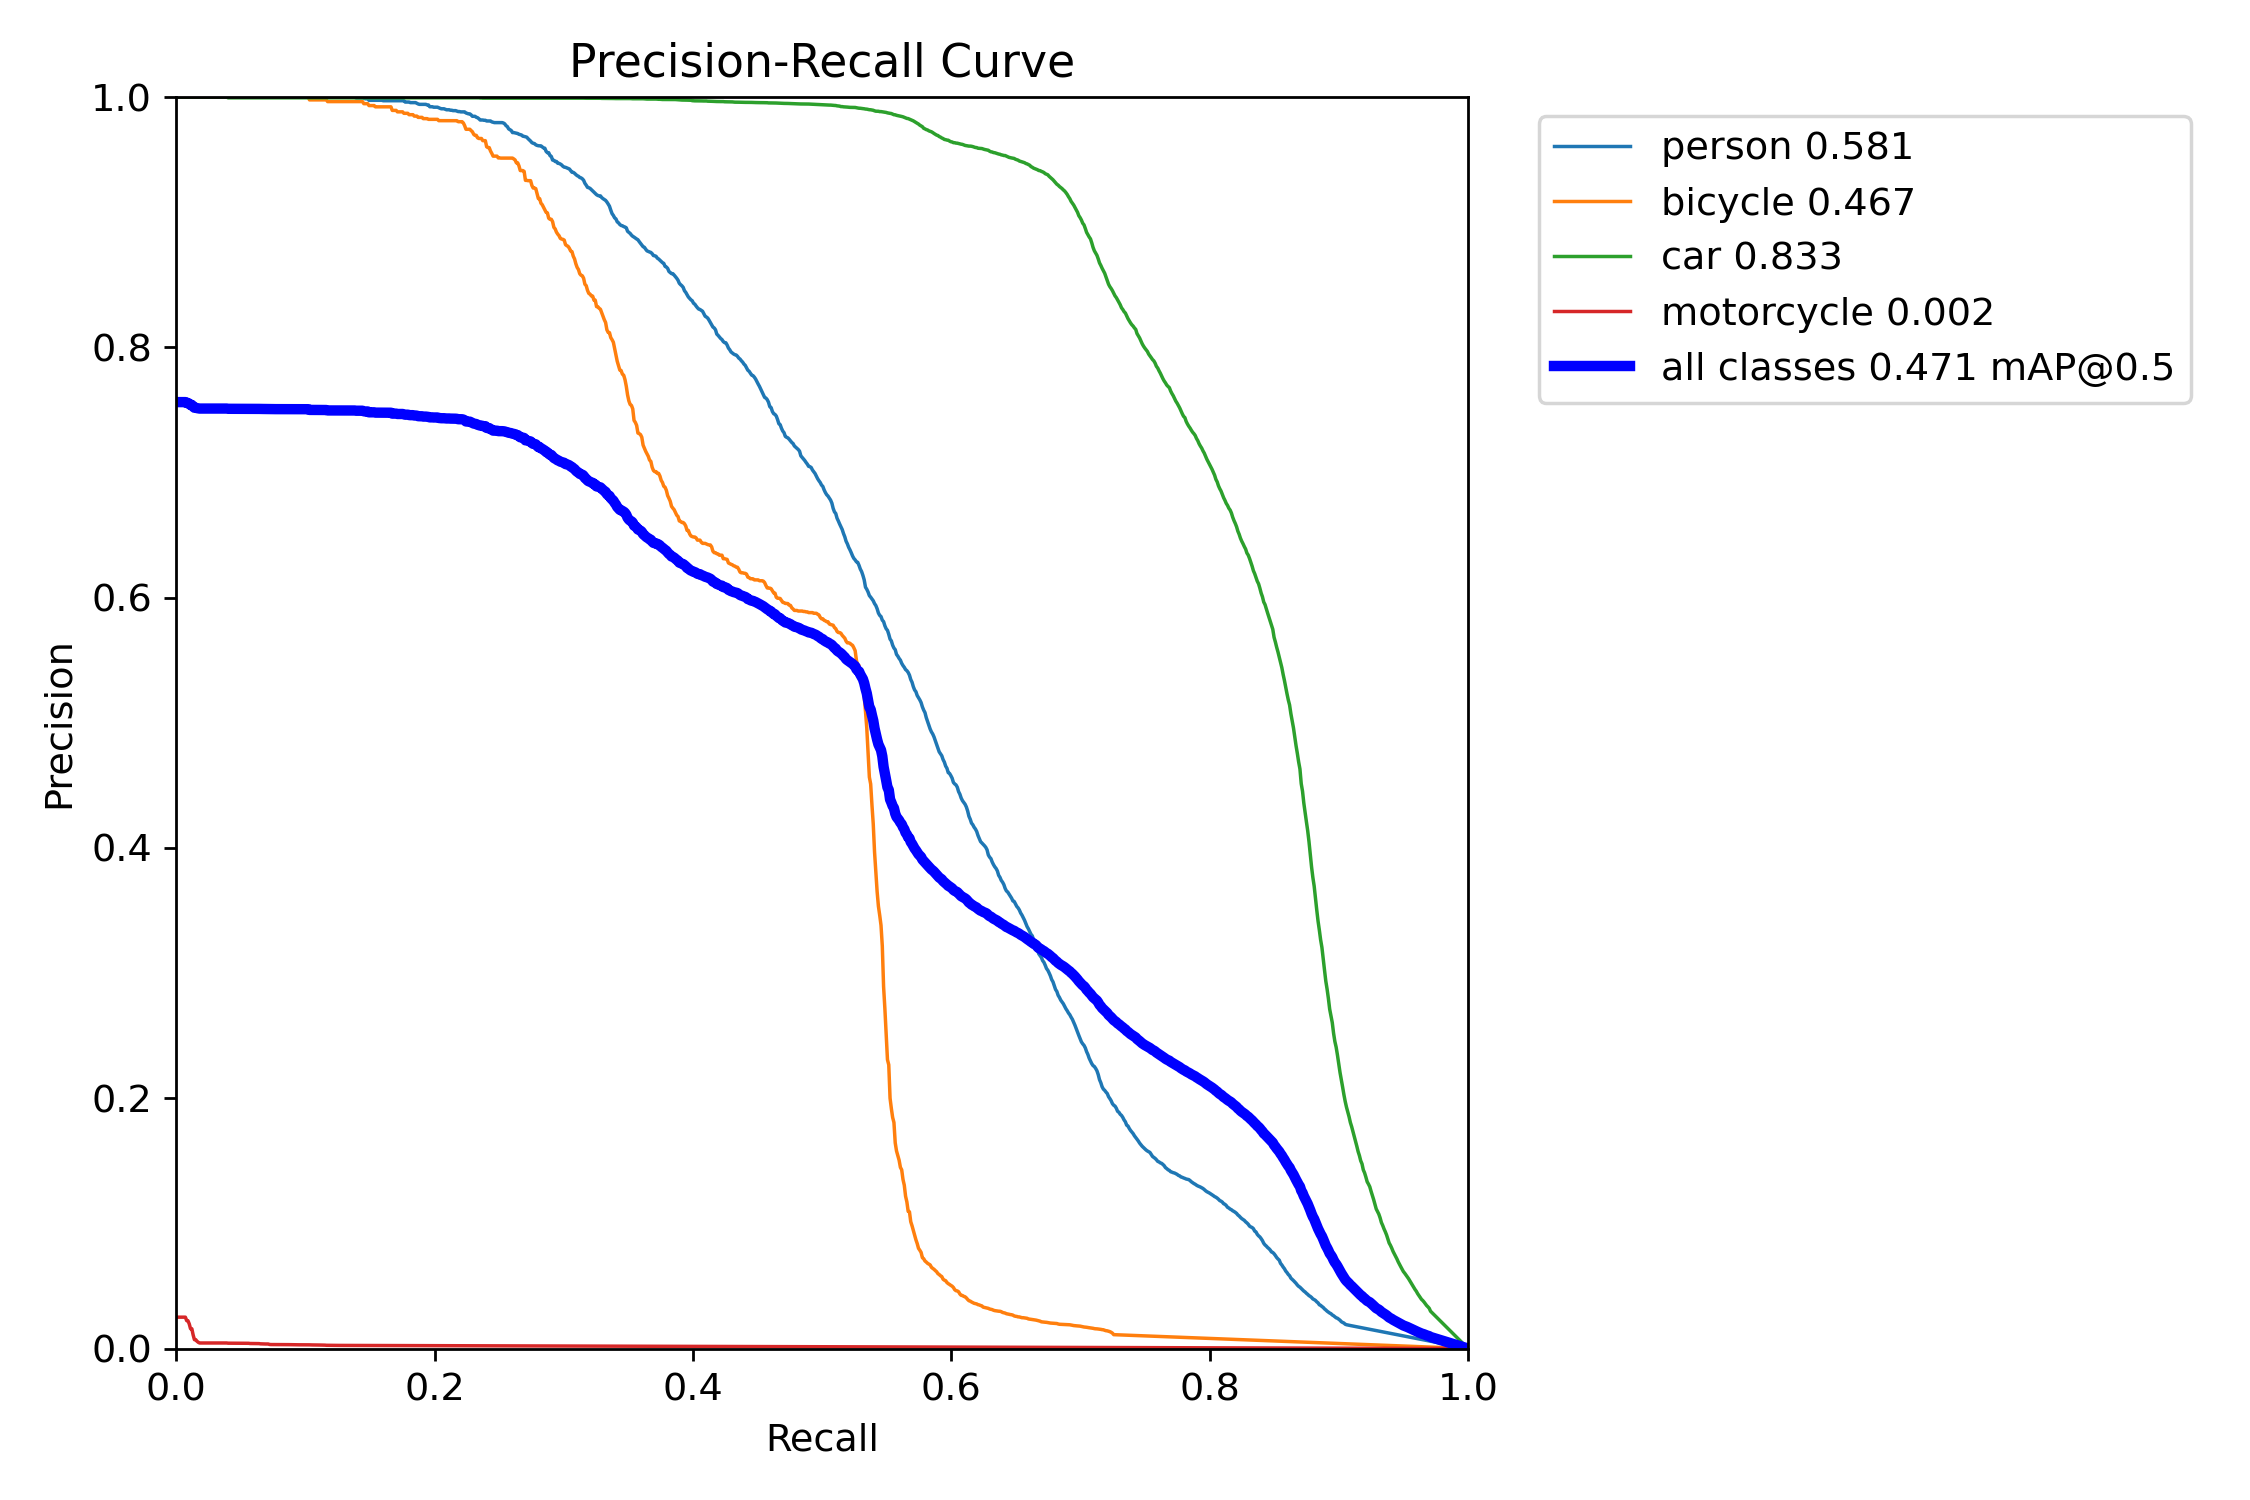 Precision-Recall Curve
1.0
0.8
0.6
0.4
0.2
0.0
Precision
0.0 0.2 0.4 0.6 0.8 1.0
Recall
person 0.581
bicycle 0.467
car 0.833
motorcycle 0.002
all classes 0.471 mAP@0.5